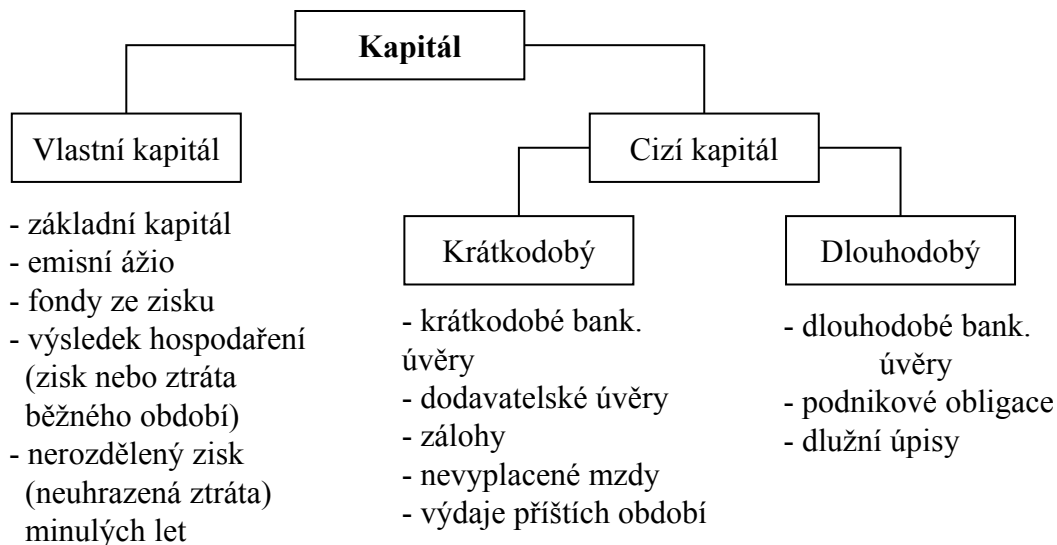 Kapitál
Vlastní kapitál
Cizí kapitál
- základní kapitál
- emisní ážio
- fondy ze zisku
- výsledek hospodaření
(zisk nebo ztráta
běžného období)
- nerozdělený zisk
(neuhrazená ztráta)
minulých let
Krátkodobý
- krátkodobé bank.
úvěry
- dodavatelské úvěry
- zálohy
- nevyplacené mzdy
- výdaje příštích období
Dlouhodobý
- dlouhodobé bank.
úvěry
- podnikové obligace
- dlužní úpisy